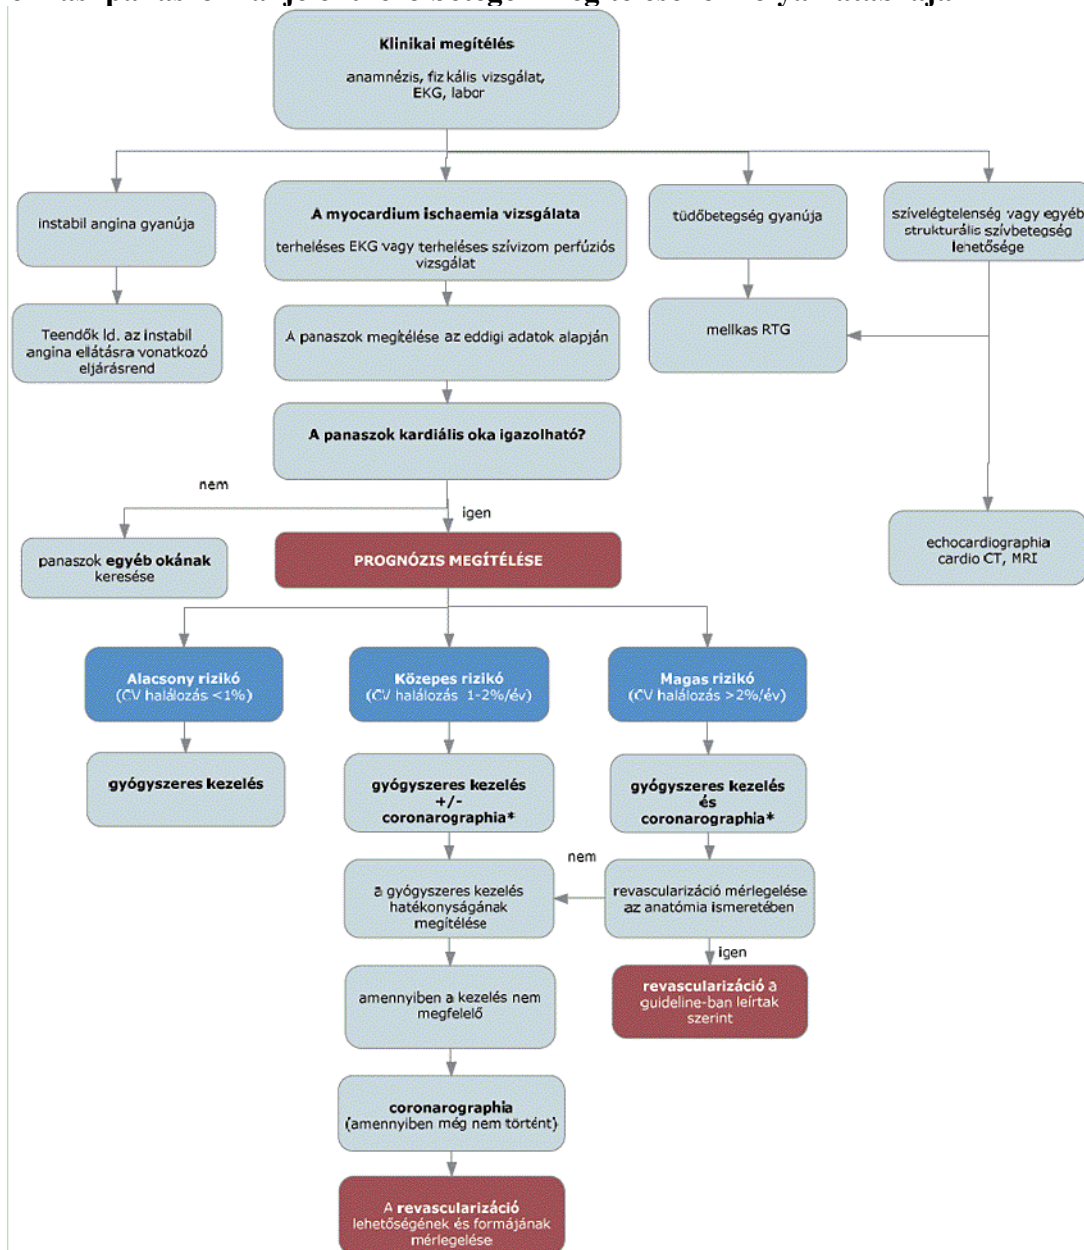 Klinikai megítélés
anamnézis, fizikális vizsgálat,
EKG, labor
instabil angina gyanúja
A myocardium ischaemia vizsgálata
terheléses EKG vagy terheléses szívizom perfúziós
vizsgálat
tüdőbetegség gyanúja
szívelégtelenség vagy egyéb
strukturális szívbetegség
lehetősége
Teendők ld. az instabil
angina ellátásra vonatkozó
eljárásrend
A panaszok megítélése az eddigi adatok alapján
mellkas RTG
A panaszok kardiális oka igazolható?
nem
igen
panaszok egyéb okának
keresése
PROGNÓZIS MEGÍTÉLÉSE
echocardiographia
cardio CT, MRI
Alacsony rizikó
(CV halálozás <1%)
Közepes rizikó
(CV halálozás 1-2%/év)
Magas rizikó
(CV halálozás >2%/év)
gyógyszeres kezelés
gyógyszeres kezelés
+/-
coronarographia*
gyógyszeres kezelés
és
coronarographia*
nem
a gyógyszeres kezelés
hatékonyságának
megítélése
revascularizáció mérlegelése
az anatómia ismeretében
igen
amennyiben a kezelés nem
megfelelő
revascularizáció a
guideline-ban leírtak
szerint
coronarographia
(amennyiben még nem történt)
A revascularizáció
lehetőségének és formájának
mérlegelése